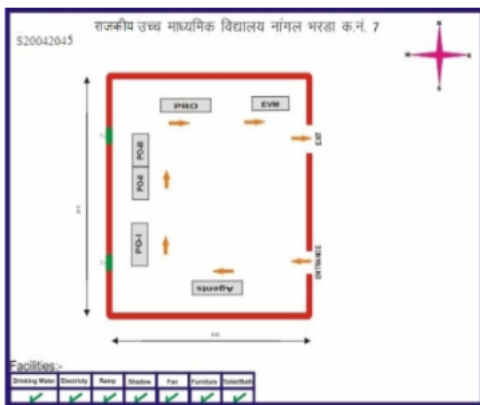 राजकीय उच्च माध्यमिक विद्यालय नांगल भरडा क.नं. 7
S20042045
PRO
EVM
EXIT
PO-III
PO-II
PO-I
ENTRANCE
Agents
Facilities:-
Drinking Water Electricity Ramp Shadow Fan Furniture Toilet/Bath